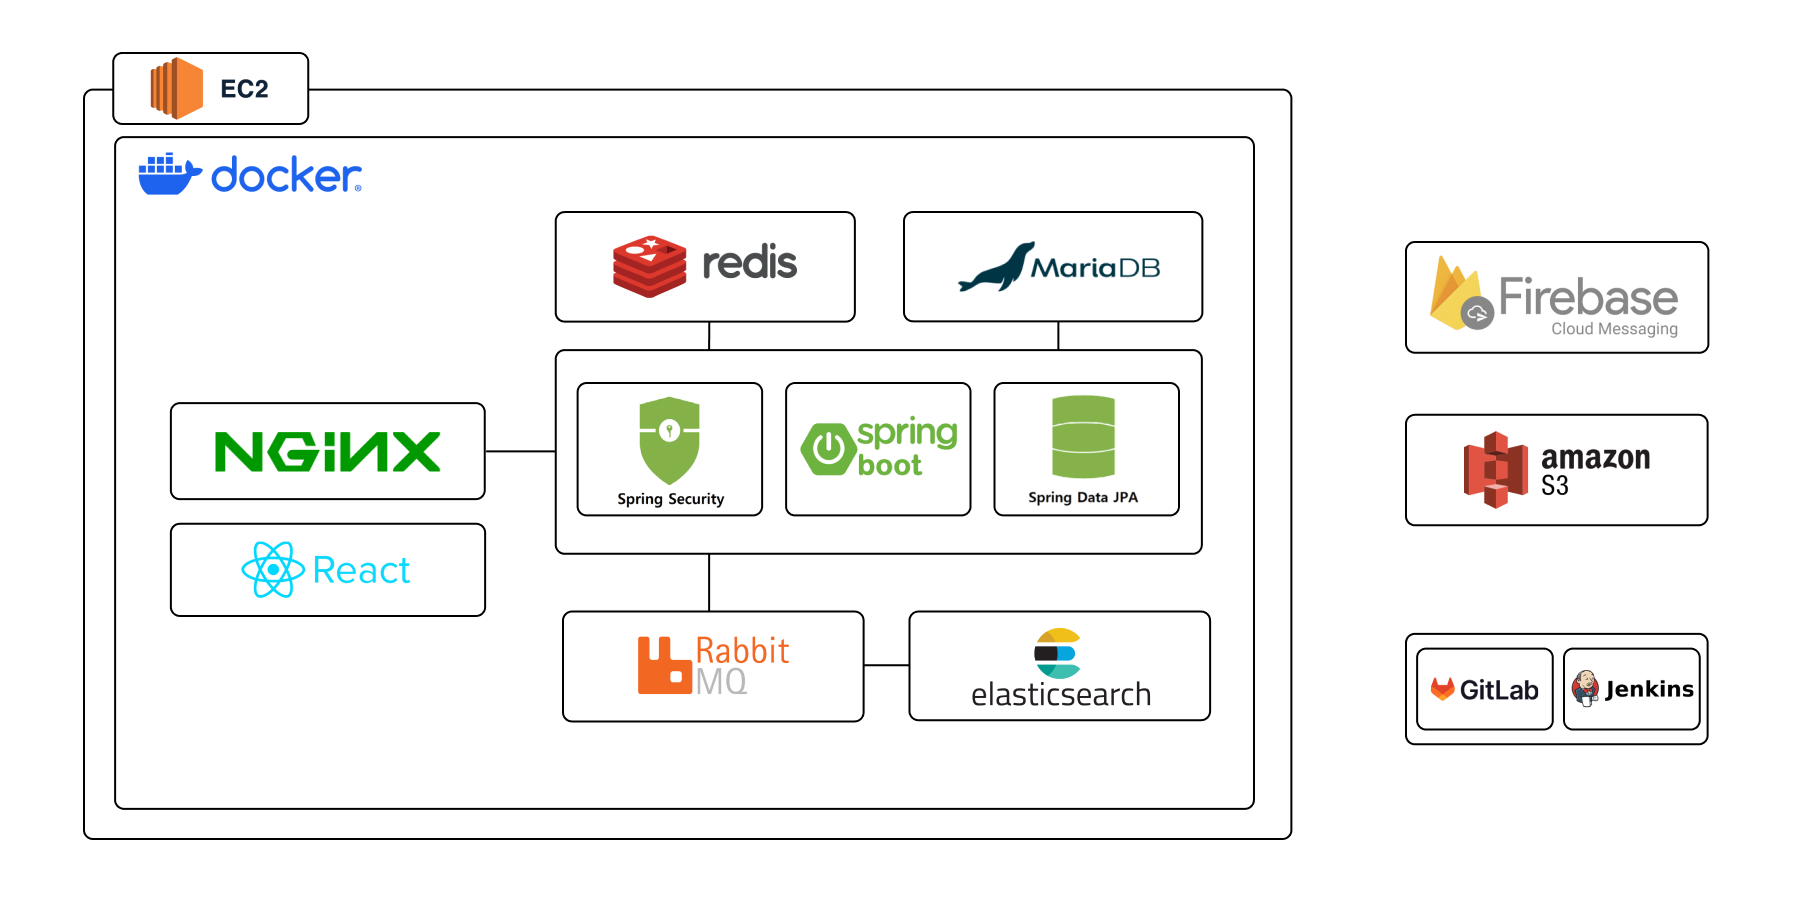 EC2
docker
redis
MariaDB
Firebase
Cloud Messaging
NGINX
spring
boot
Spring Security
Spring Data JPA
amazon
S3
React
Rabbit
MQ
elasticsearch
GitLab
Jenkins